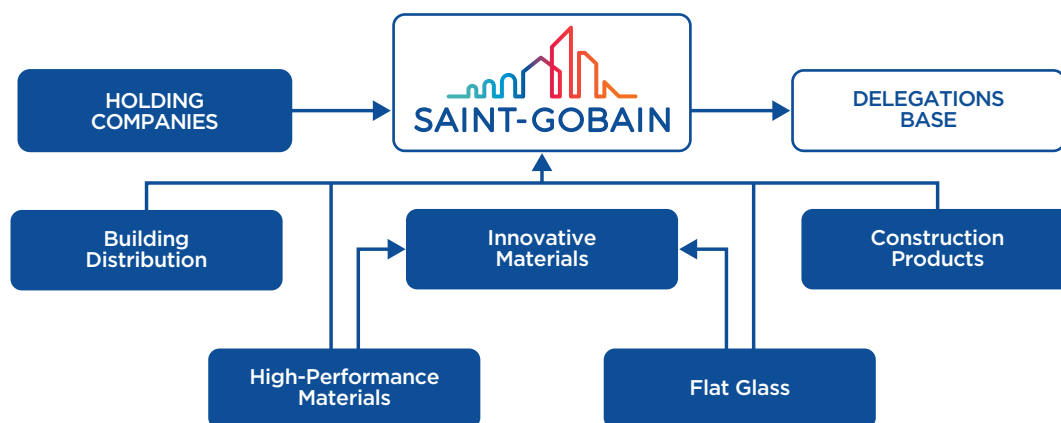 HOLDING
COMPANIES
SAINT-GOBAIN
DELEGATIONS
BASE
Building
Distribution
Innovative
Materials
Construction
Products
High-Performance
Materials
Flat Glass